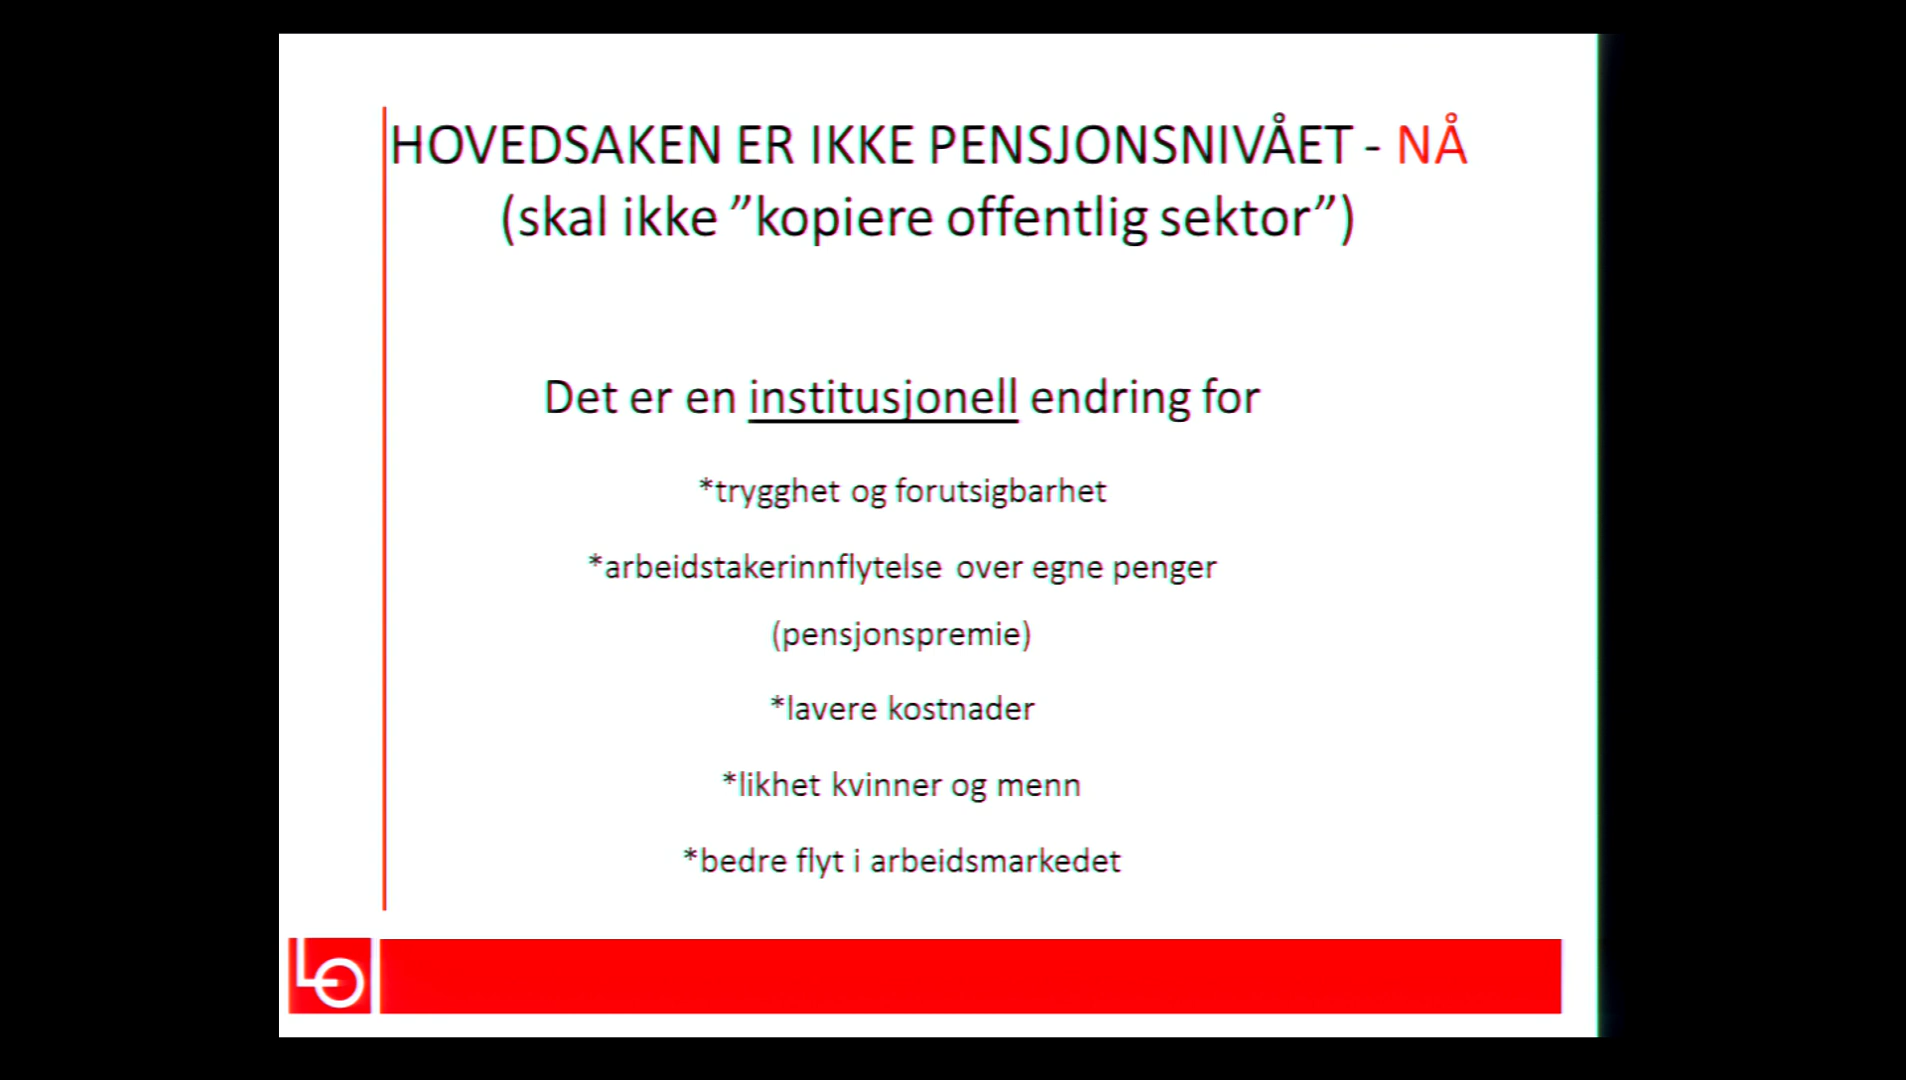 HOVEDSAKEN ER IKKE PENSJONSNIVÅET - NÅ
(skal ikke ”kopiere offentlig sektor”)
Det er en institusjonell endring for
*trygghet og forutsigbarhet
*arbeidstakerinnflytelse over egne penger
(pensjonspremie)
*lavere kostnader
*likhet kvinner og menn
*bedre flyt i arbeidsmarkedet
LO